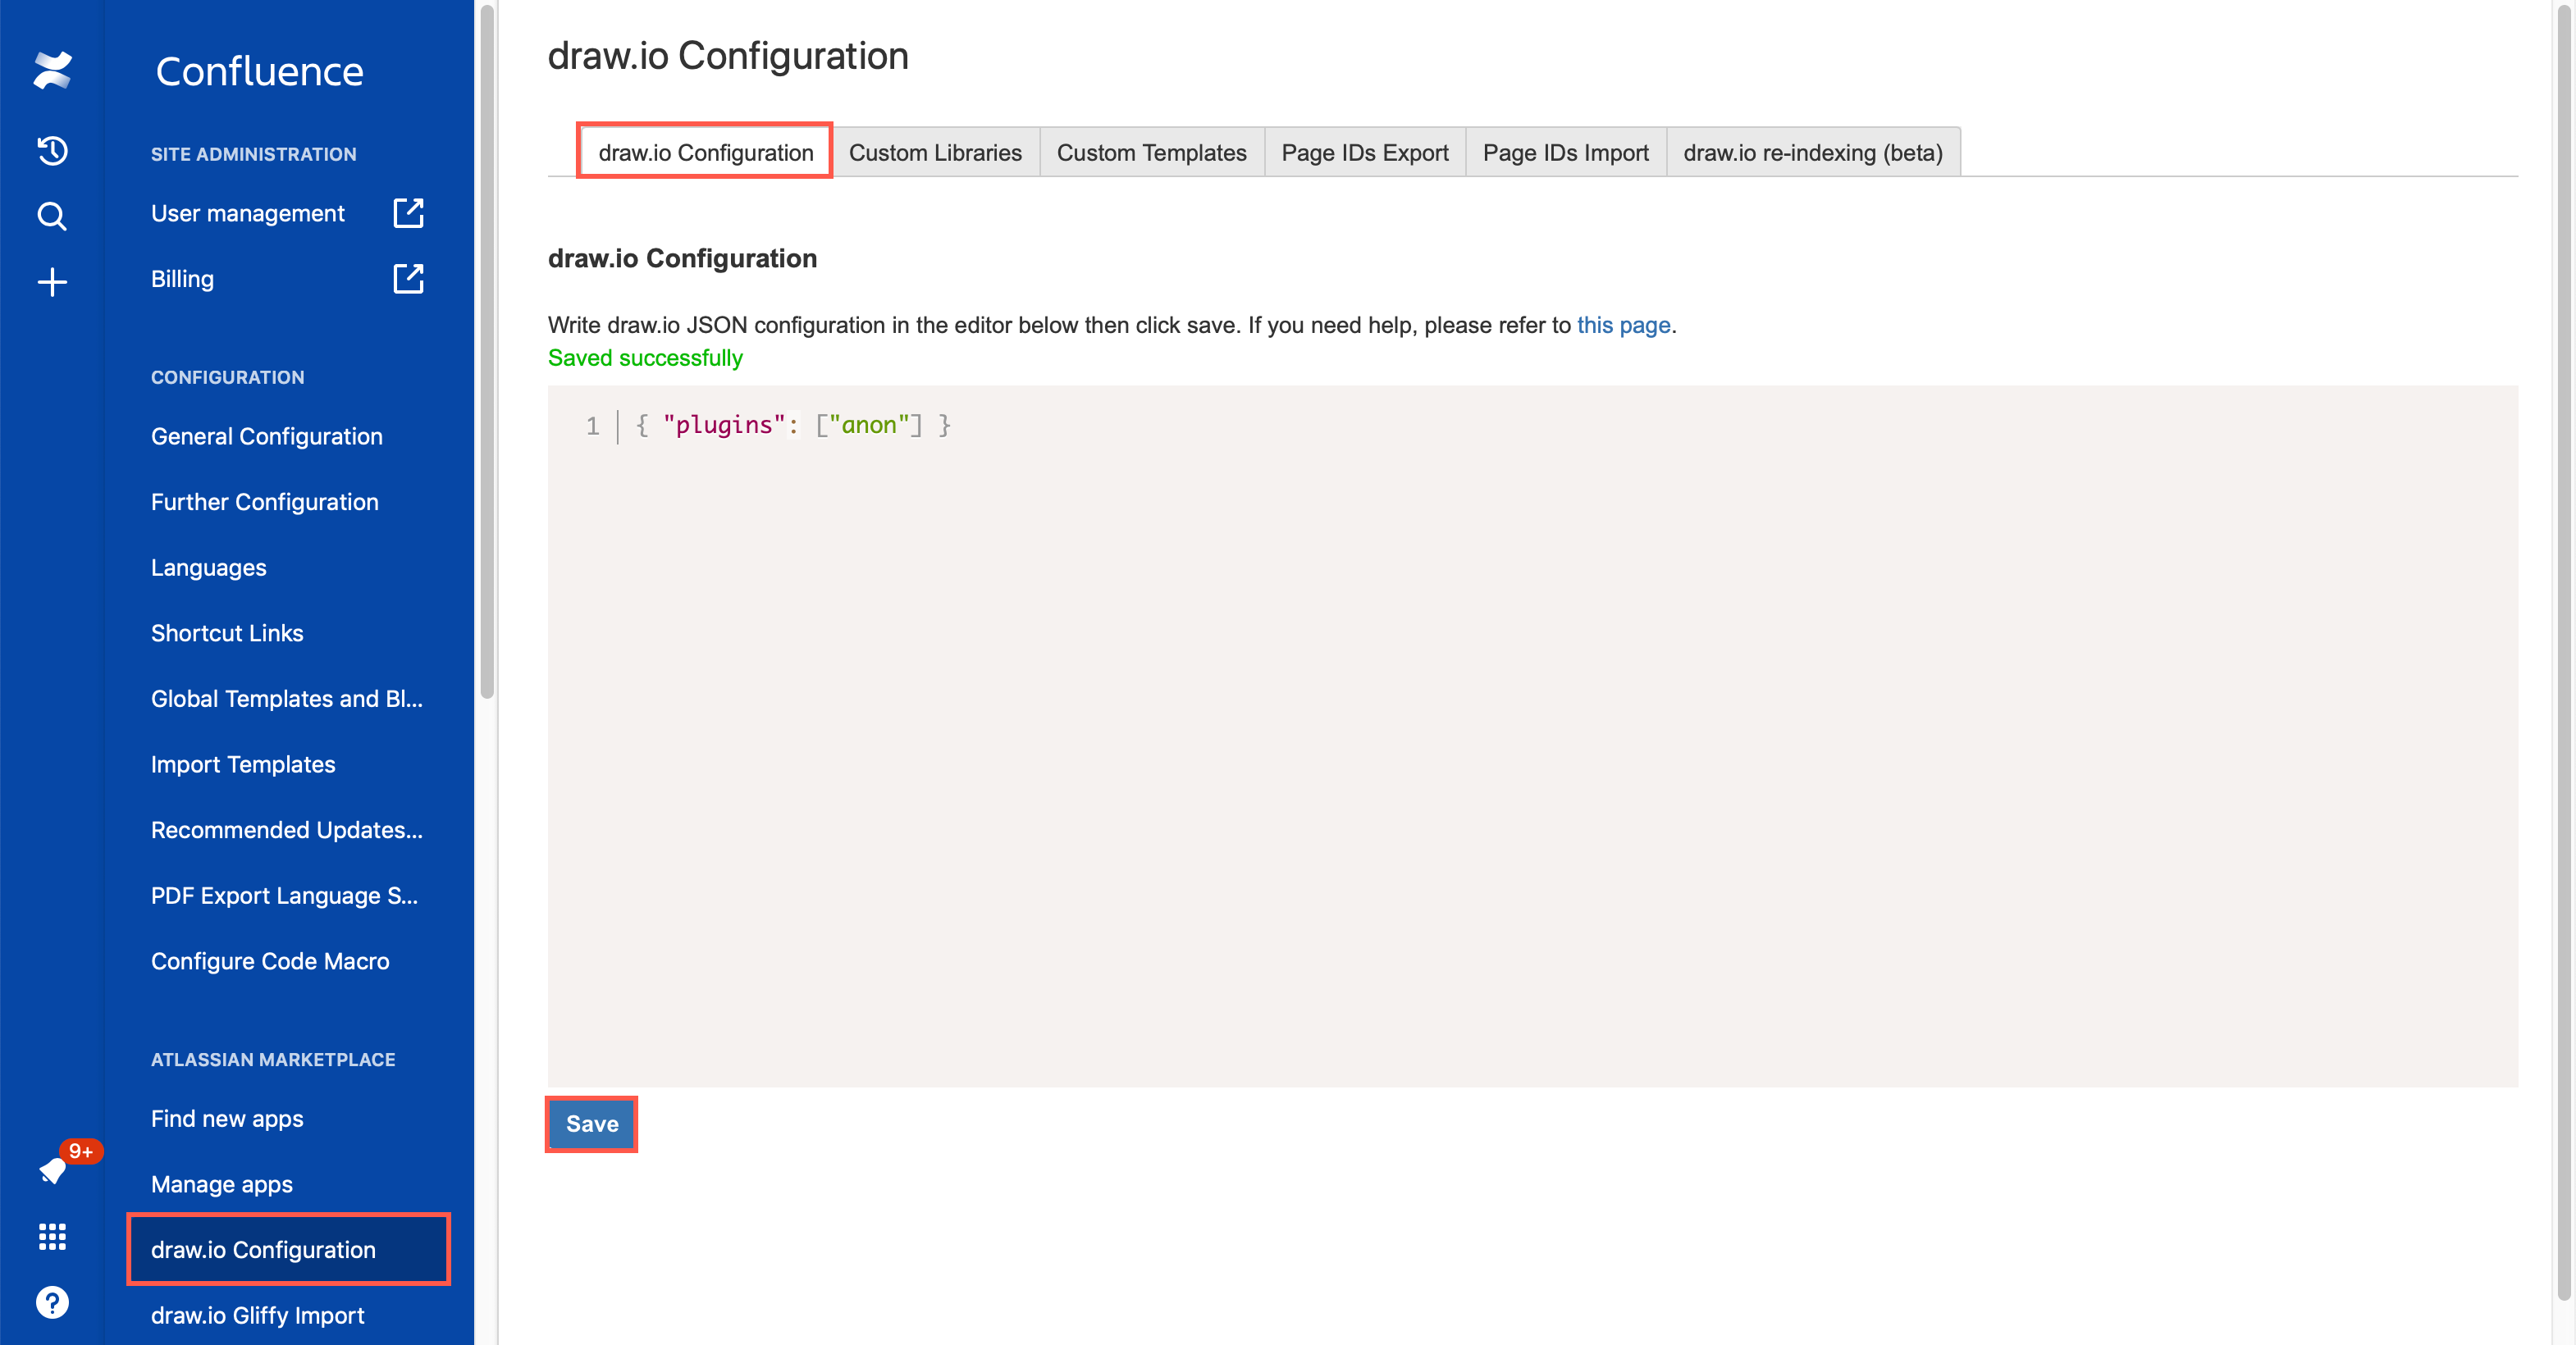 Confluence
SITE ADMINISTRATION
User management
Billing
CONFIGURATION
General Configuration
Further Configuration
Languages
Shortcut Links
Global Templates and Bl...
Import Templates
Recommended Updates...
PDF Export Language S...
Configure Code Macro
ATLASSIAN MARKETPLACE
Find new apps
9+
Manage apps
draw.io Configuration
draw.io Gliffy Import
draw.io Configuration
draw.io Configuration Custom Libraries Custom Templates Page IDs Export Page IDs Import draw.io re-indexing (beta)
draw.io Configuration
Write draw.io JSON configuration in the editor below then click save. If you need help, please refer to this page.
Saved successfully
1 { "plugins": ["anon"] }
Save